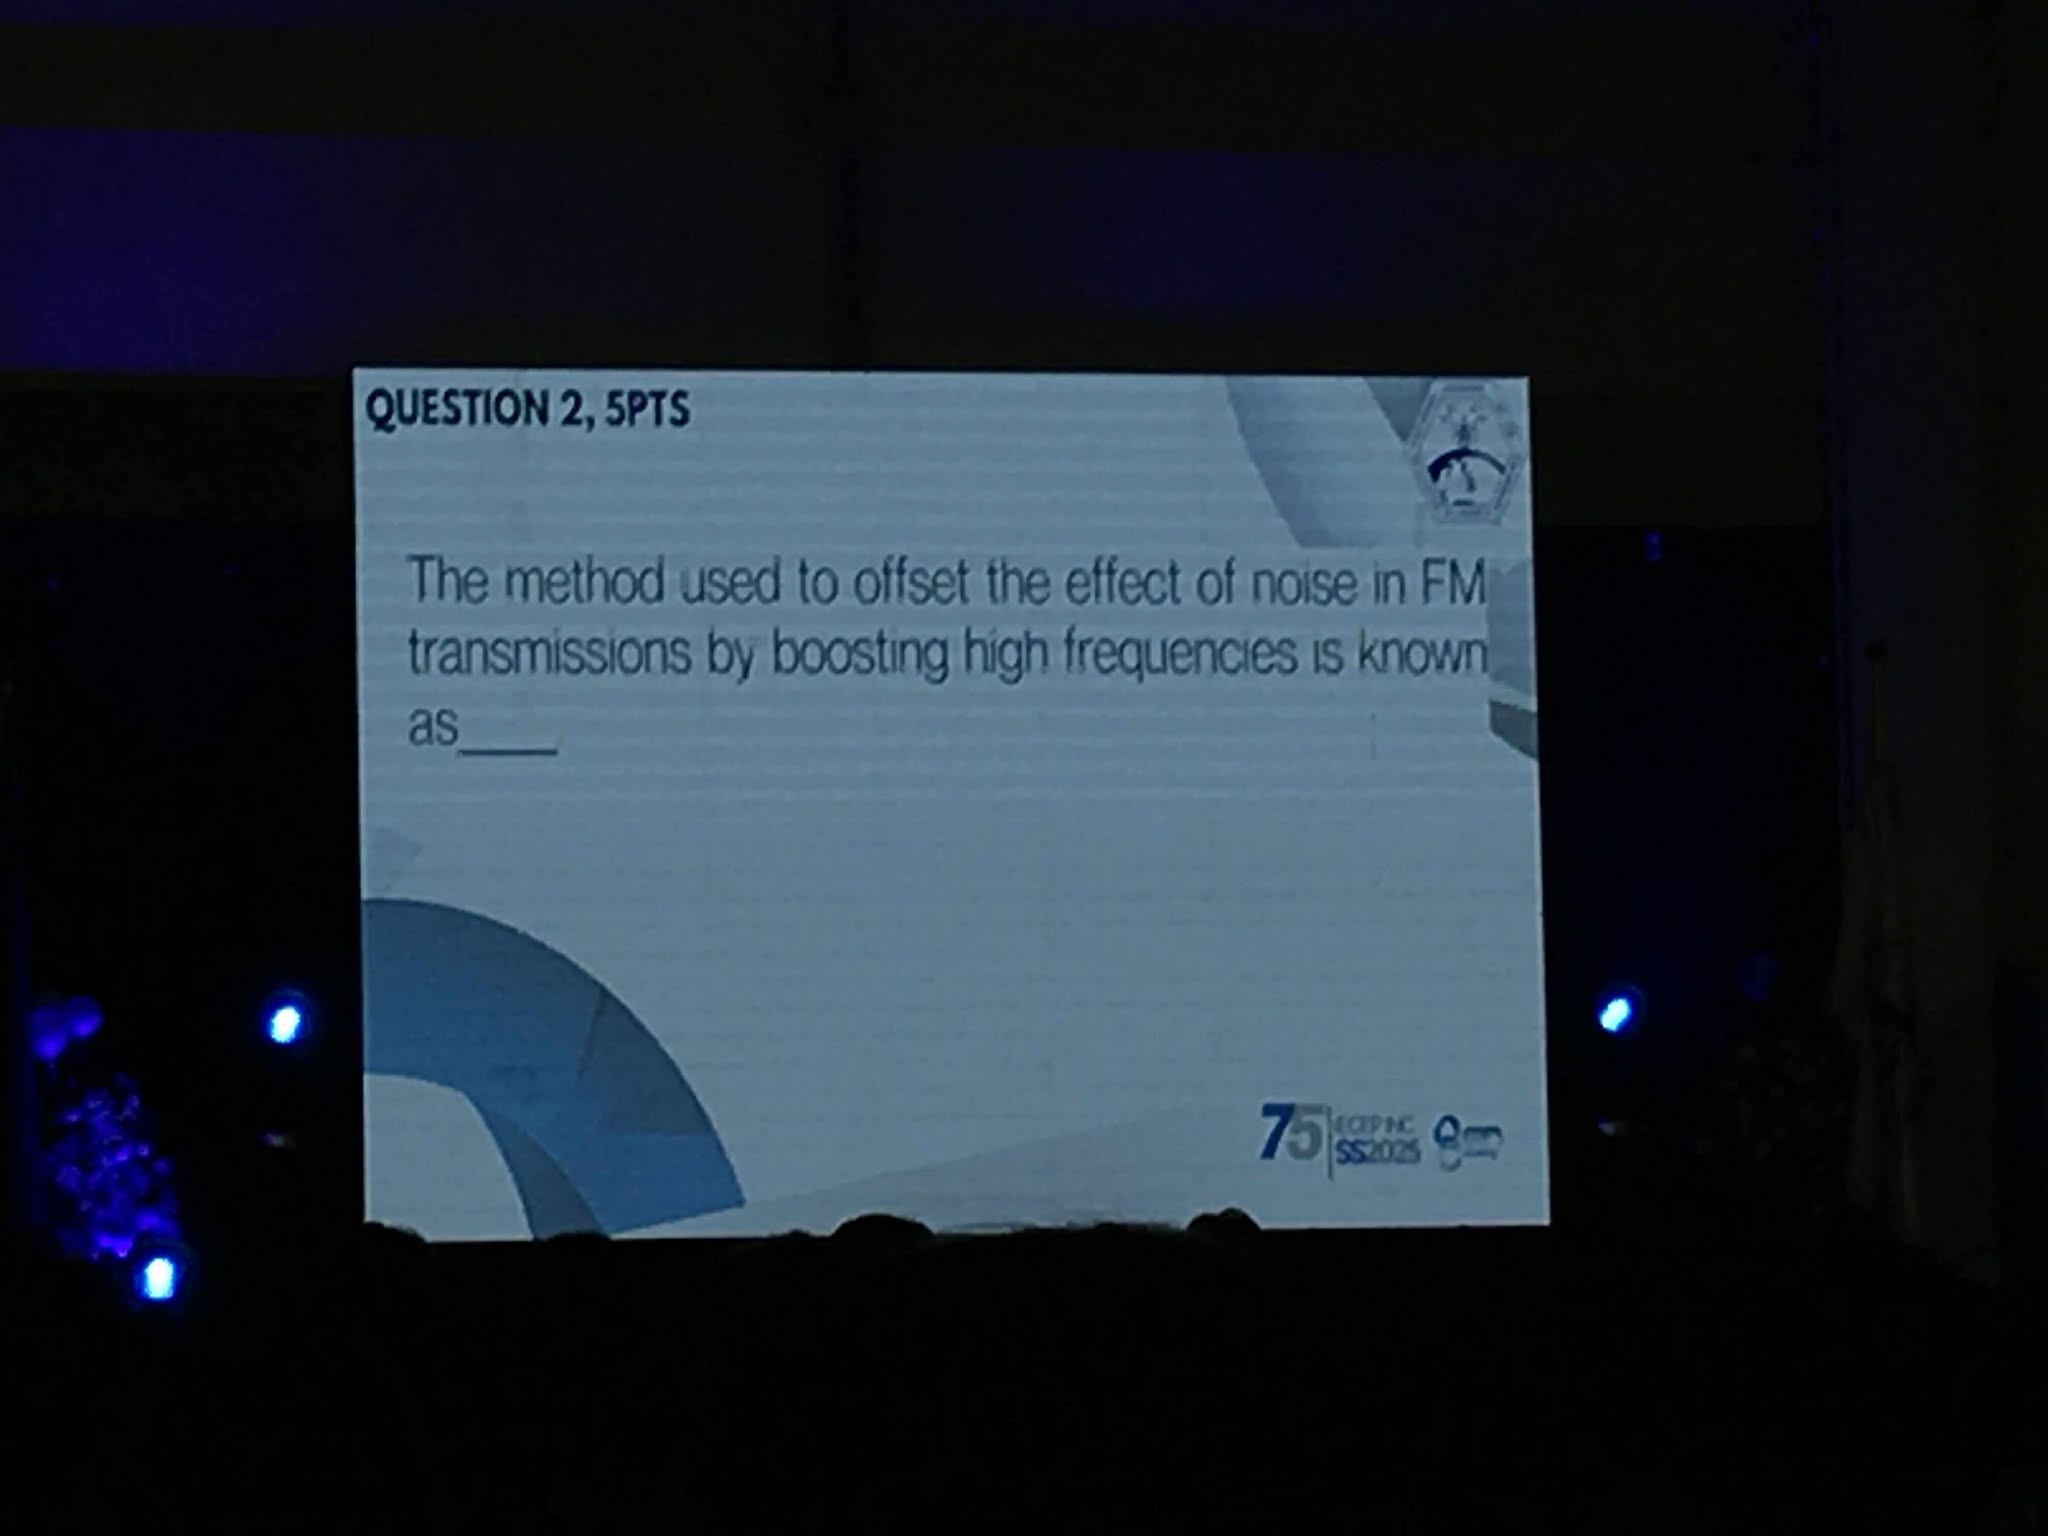 QUESTION 2, 5PTS
The method used to offset the effect of noise in FM
transmissions by boosting high frequencies is known
as____
75
IECEP INC.
SS2025